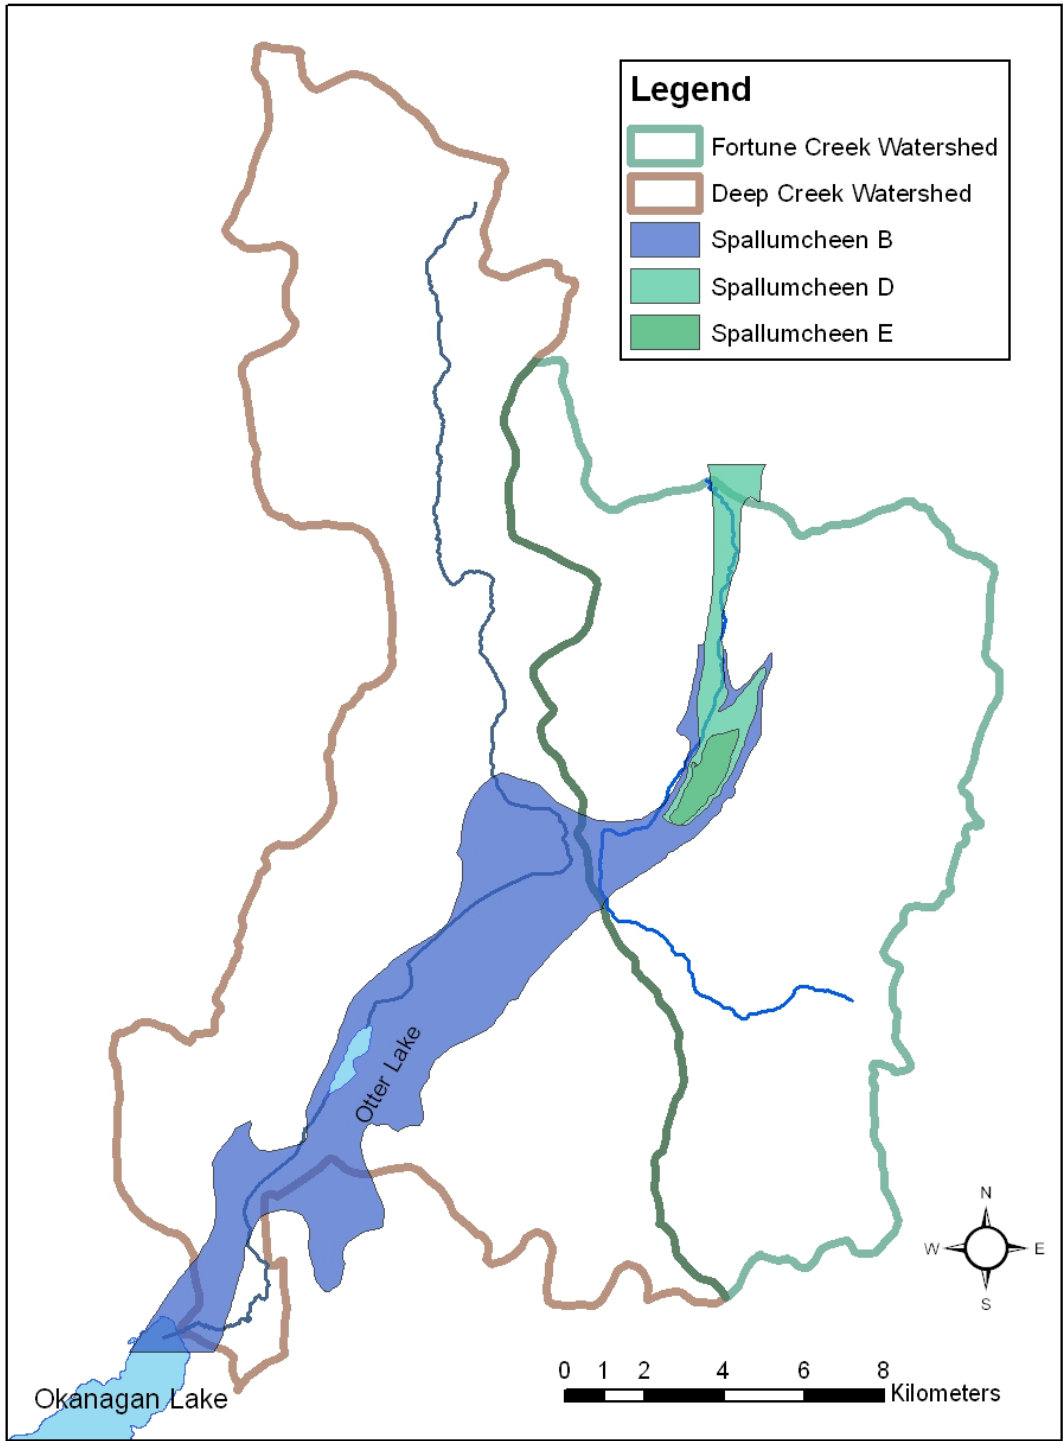 Legend
Fortune Creek Watershed
Deep Creek Watershed
Spallumcheen B
Spallumcheen D
Spallumcheen E
Otter Lake
N
W E
S
0 1 2 4 6 8
Kilometers
Okanagan Lake